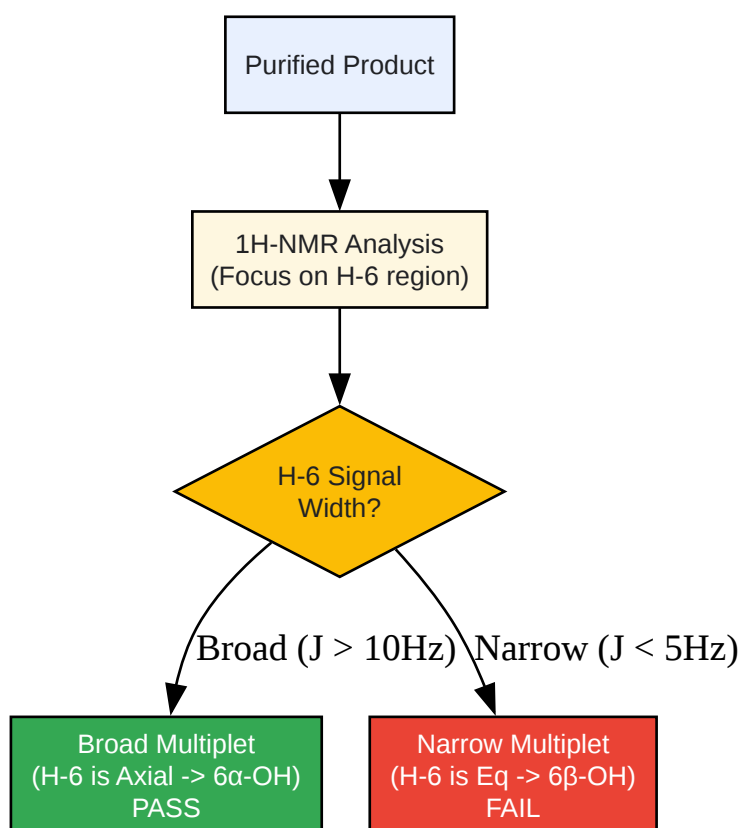 Purified Product
1H-NMR Analysis
(Focus on H-6 region)
H-6 Signal
Width?
Broad (J > 10Hz)
Narrow (J < 5Hz)
Broad Multiplet
(H-6 is Axial -> 6α-OH)
PASS
Narrow Multiplet
(H-6 is Eq -> 6β-OH)
FAIL